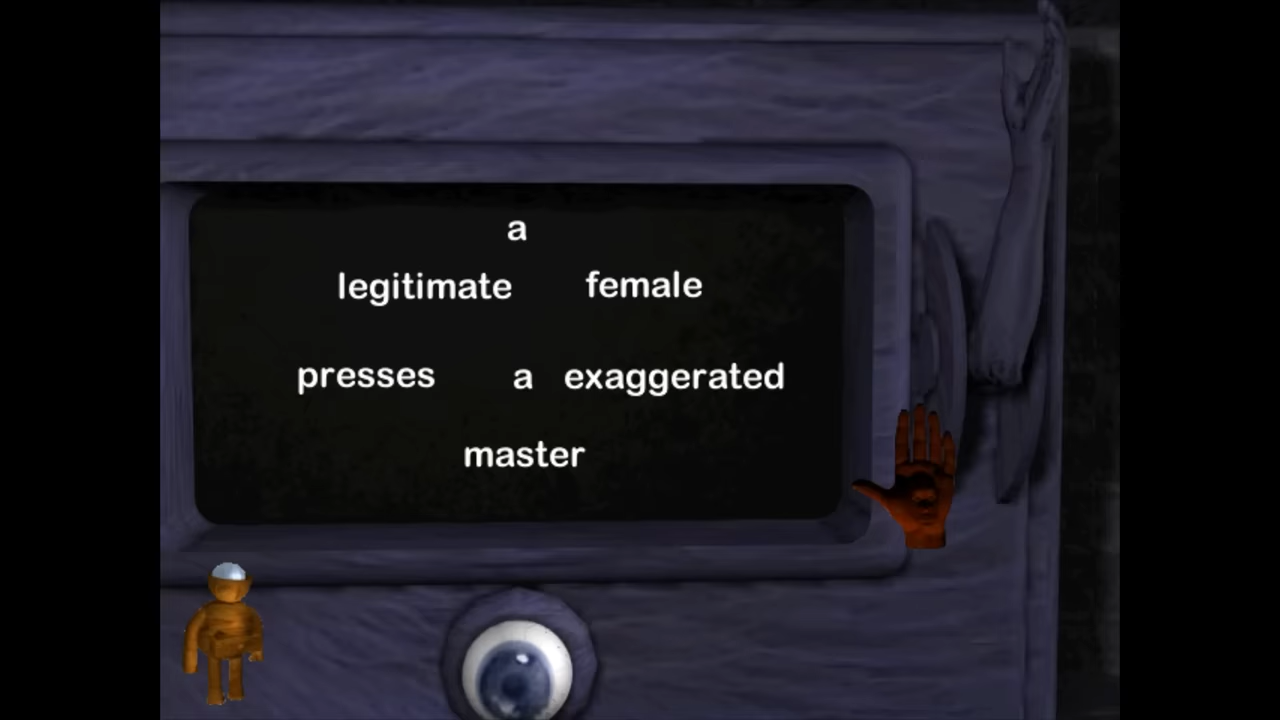 a
legitimate female
presses a exaggerated
master